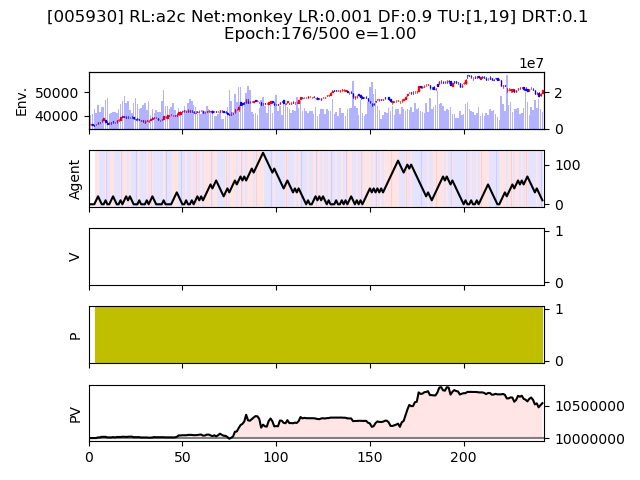 [005930] RL:a2c Net:monkey LR:0.001 DF:0.9 TU:[1,19] DRT:0.1
Epoch:176/500 e=1.00
1e7
Env.
50000
40000
2
0
Agent
100
0
V
1
0
P
1
0
PV
10500000
10000000
0 50 100 150 200